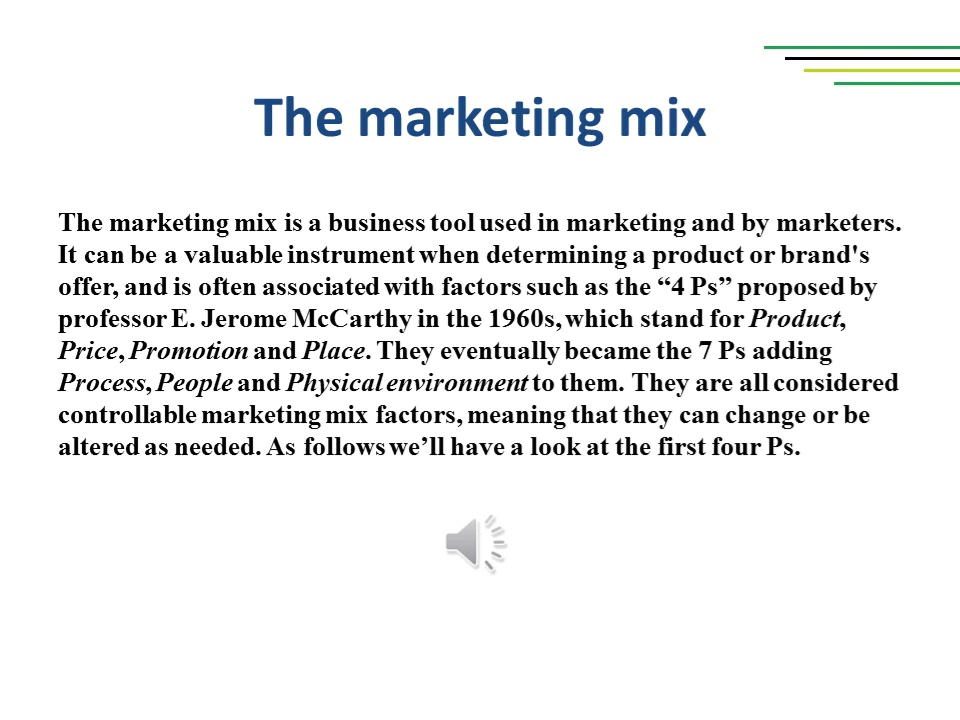 The marketing mix
The marketing mix is a business tool used in marketing and by marketers.
It can be a valuable instrument when determining a product or brand's
offer, and is often associated with factors such as the “4 Ps” proposed by
professor E. Jerome McCarthy in the 1960s, which stand for Product,
Price, Promotion and Place. They eventually became the 7 Ps adding
Process, People and Physical environment to them. They are all considered
controllable marketing mix factors, meaning that they can change or be
altered as needed. As follows we’ll have a look at the first four Ps.